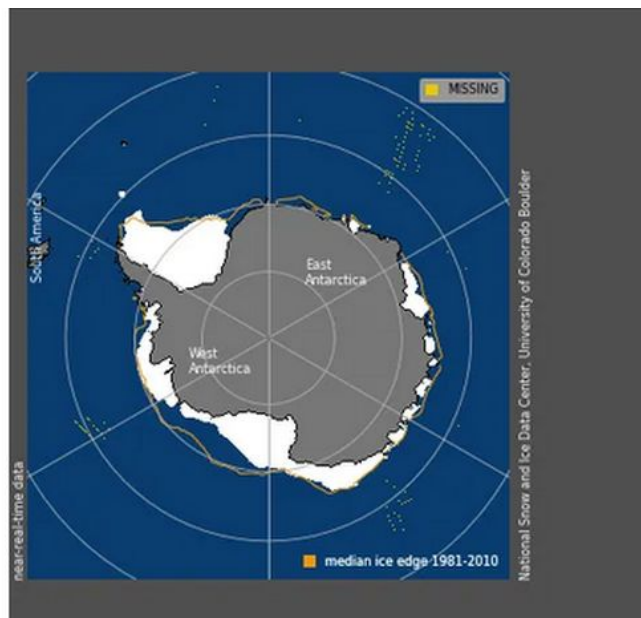 MISSING
South America
East
Antarctica
West
Antarctica
near-real-time data
median ice edge 1981-2010
National Snow and Ice Data Center, University of Colorado Boulder